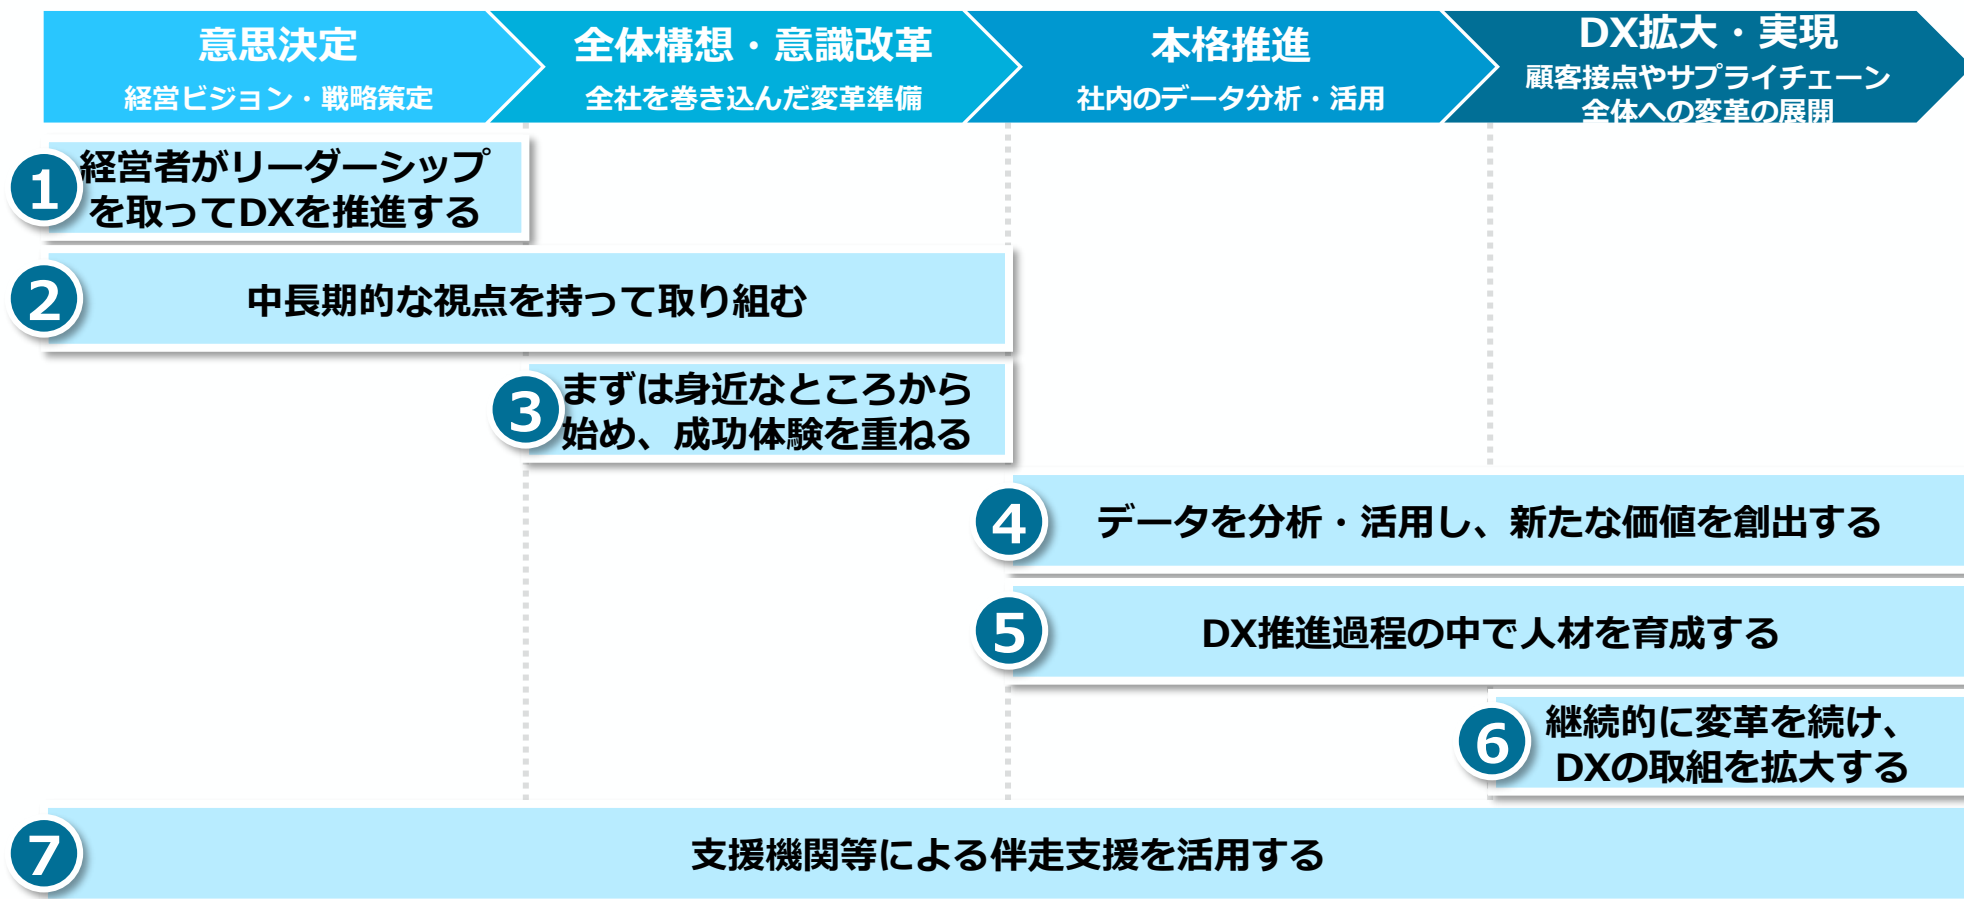 意思決定
経営ビジョン・戦略策定
全体構想・意識改革
全社を巻き込んだ変革準備
本格推進
社内のデータ分析・活用
DX拡大・実現
顧客接点やサプライチェーン
全体への変革の展開
1
経営者がリーダーシップ
を取ってDXを推進する
2
中長期的な視点を持って取り組む
3
まずは身近なところから
始め、成功体験を重ねる
4
データを分析・活用し、新たな価値を創出する
5
DX推進過程の中で人材を育成する
6
継続的に変革を続け、
DXの取組を拡大する
7
支援機関等による伴走支援を活用する